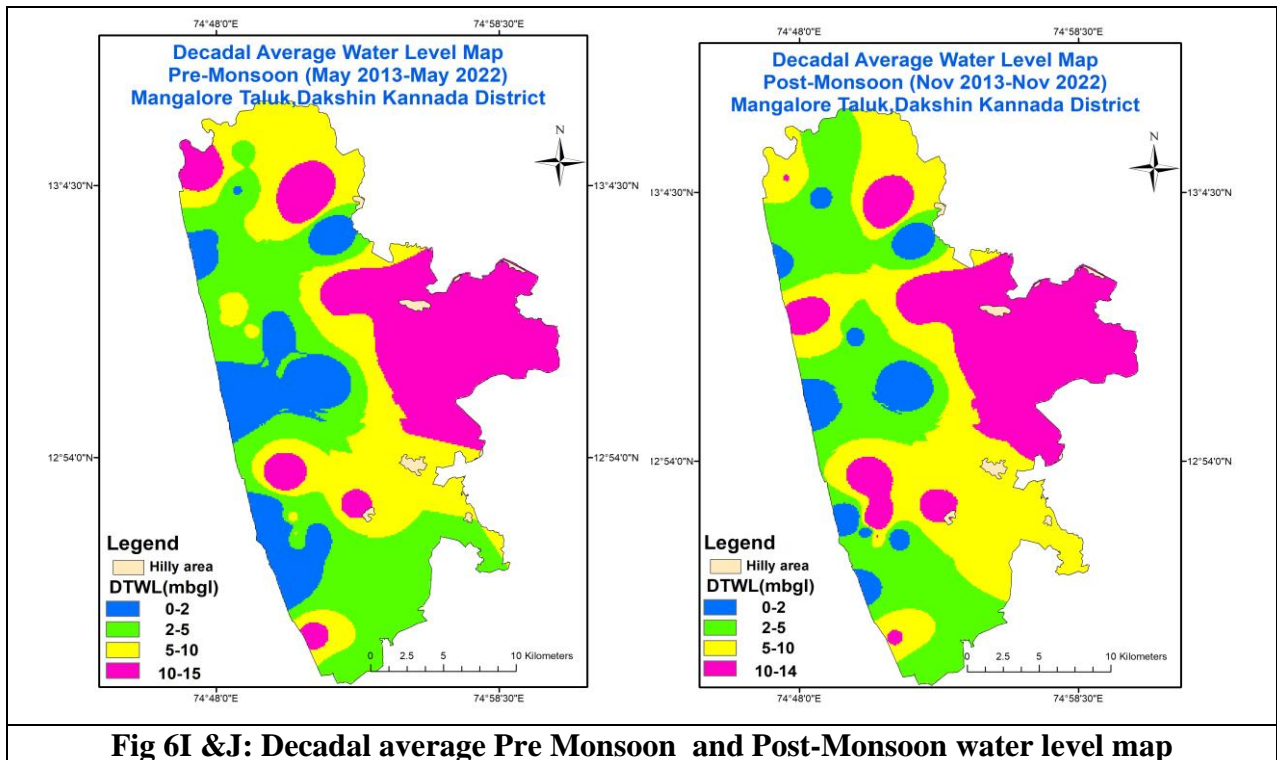 74°48'0"E
74°58'30"E
Decadal Average Water Level Map
Pre-Monsoon (May 2013-May 2022)
Mangalore Taluk,Dakshin Kannada District
N
13°4'30"N
12°54'0"N
Legend
Hilly area
DTWL(mbgl)
0-2
2-5
5-10
10-15
0 2.5 5 10 Kilometers
74°48'0"E
74°58'30"E
74°48'0"E
74°58'30"E
Decadal Average Water Level Map
Post-Monsoon (Nov 2013-Nov 2022)
Mangalore Taluk,Dakshin Kannada District
N
13°4'30"N
13°4'30"N
12°54'0"N
12°54'0"N
Legend
Hilly area
DTWL(mbgl)
0-2
2-5
5-10
10-14
0 2.5 5 10 Kilometers
74°48'0"E
74°58'30"E
Fig 6I &J: Decadal average Pre Monsoon and Post-Monsoon water level map